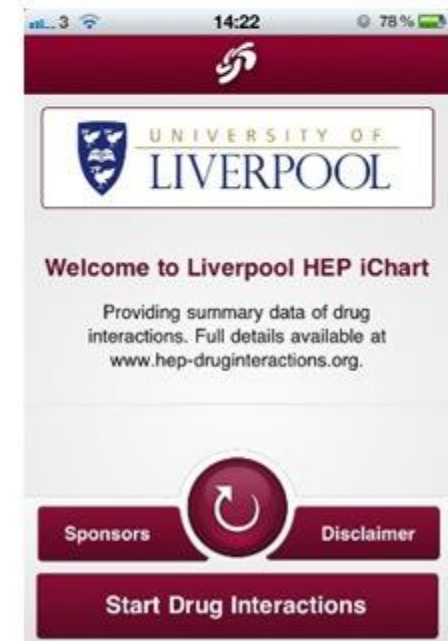 3 14:22 78%
UNIVERSITY OF
LIVERPOOL
Welcome to Liverpool HEP iChart
Providing summary data of drug
interactions. Full details available at
www.hep-druginteractions.org.
Sponsors Disclaimer
Start Drug Interactions